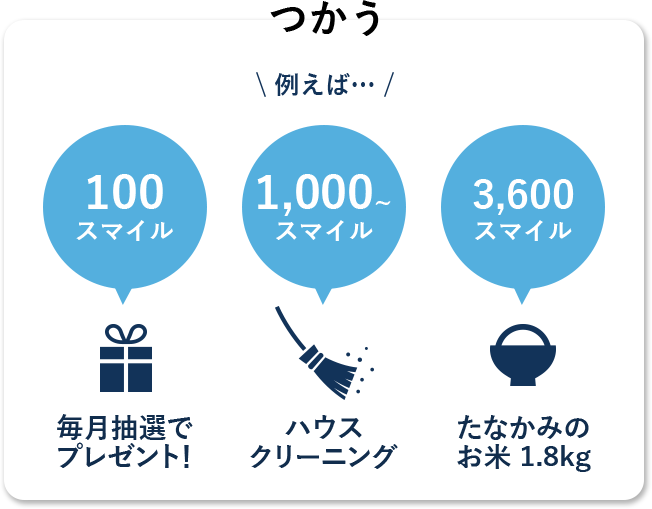 つかう
\ 例えば… /
100
スマイル
1,000~
スマイル
3,600
スマイル
毎月抽選で
プレゼント!
ハウス
クリーニング
たなかみの
お米 1.8kg